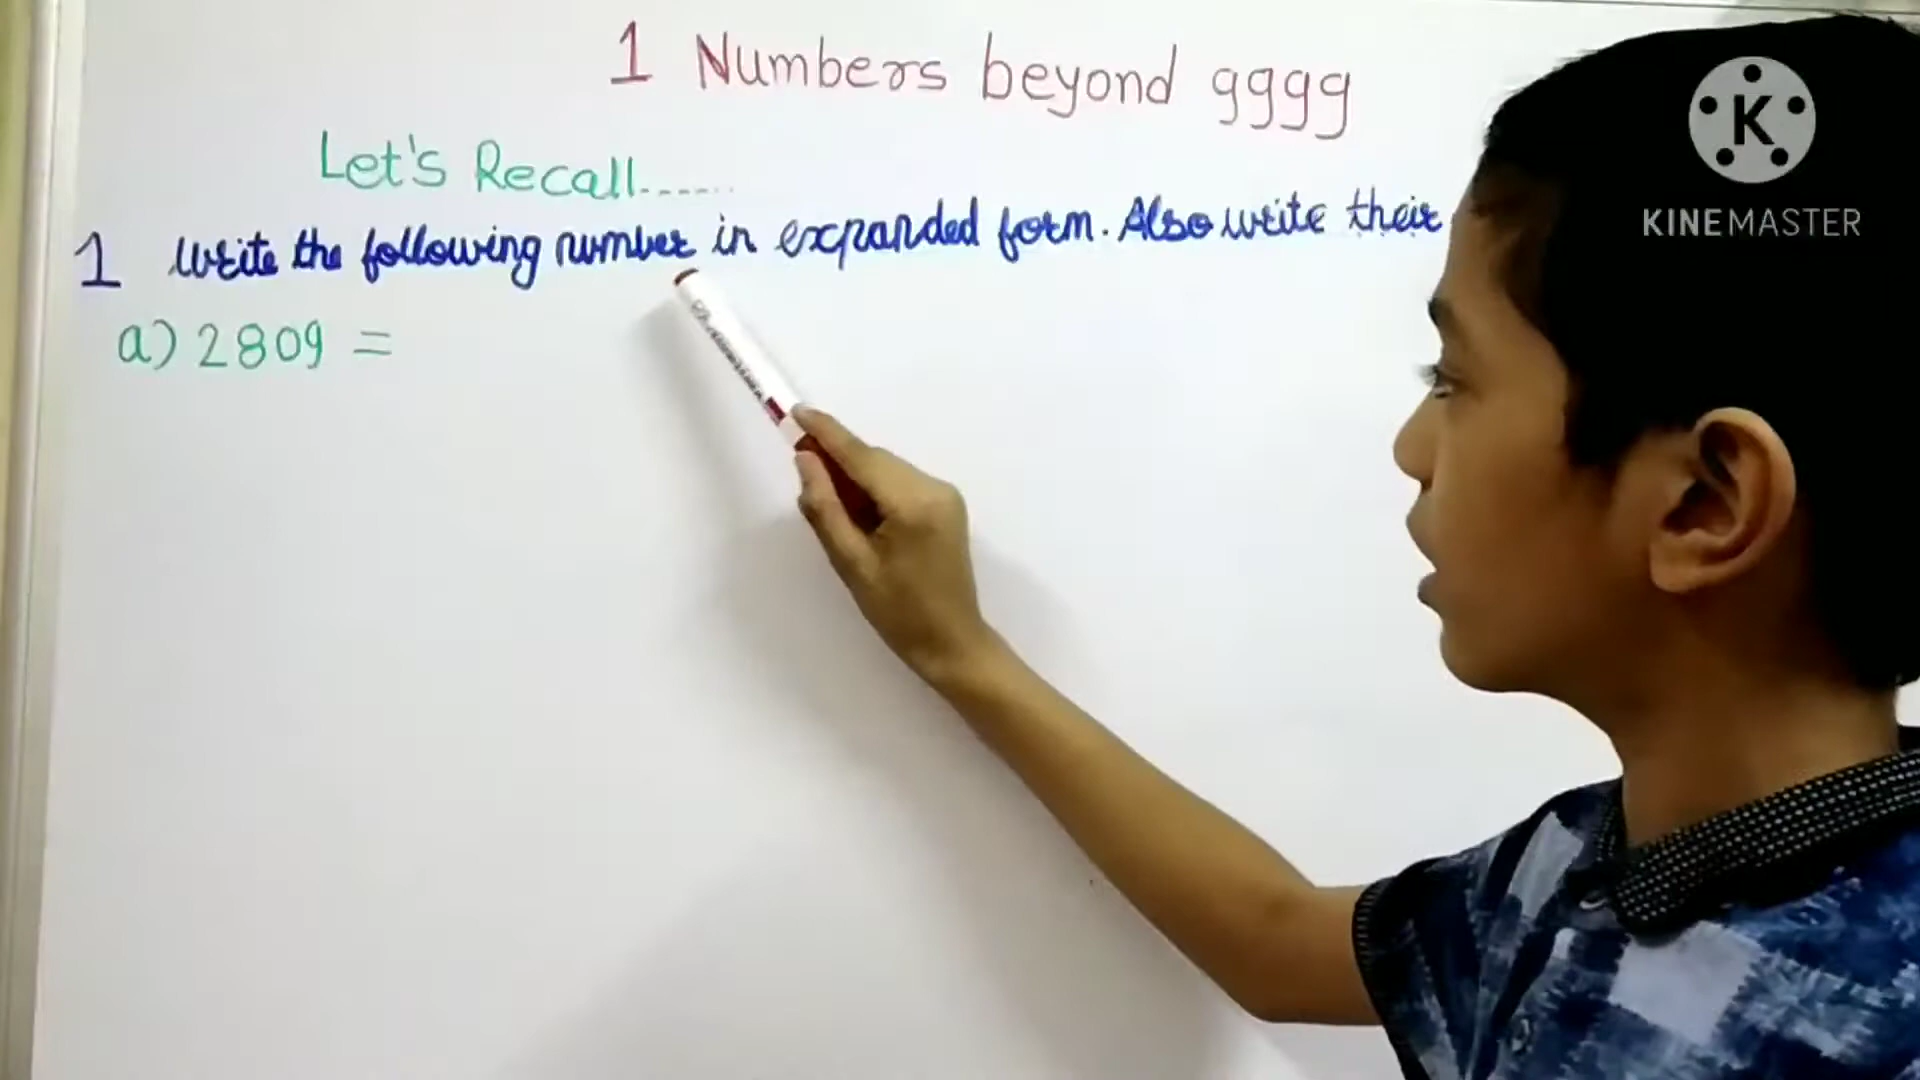 1 Numbers beyond 9999
Let's Recall......
1 Write the following number in expanded form. Also write their
a) 2809 =
K
KINEMASTER